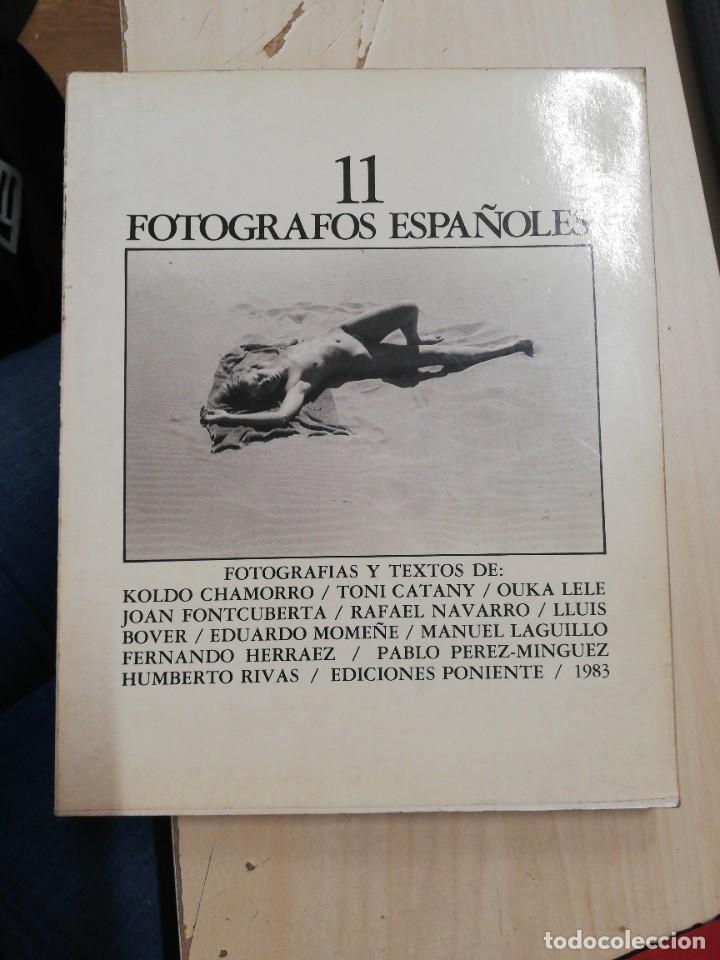 11
FOTOGRAFOS ESPAÑOLES
FOTOGRAFIAS Y TEXTOS DE:
KOLDO CHAMORRO / TONI CATANY / OUKA LELE
JOAN FONTCUBERTA / RAFAEL NAVARRO / LLUIS
BOVER / EDUARDO MOMEÑE / MANUEL LAGUILLO
FERNANDO HERRAEZ / PABLO PEREZ-MINGUEZ
HUMBERTO RIVAS / EDICIONES PONIENTE / 1983
todocoleccion